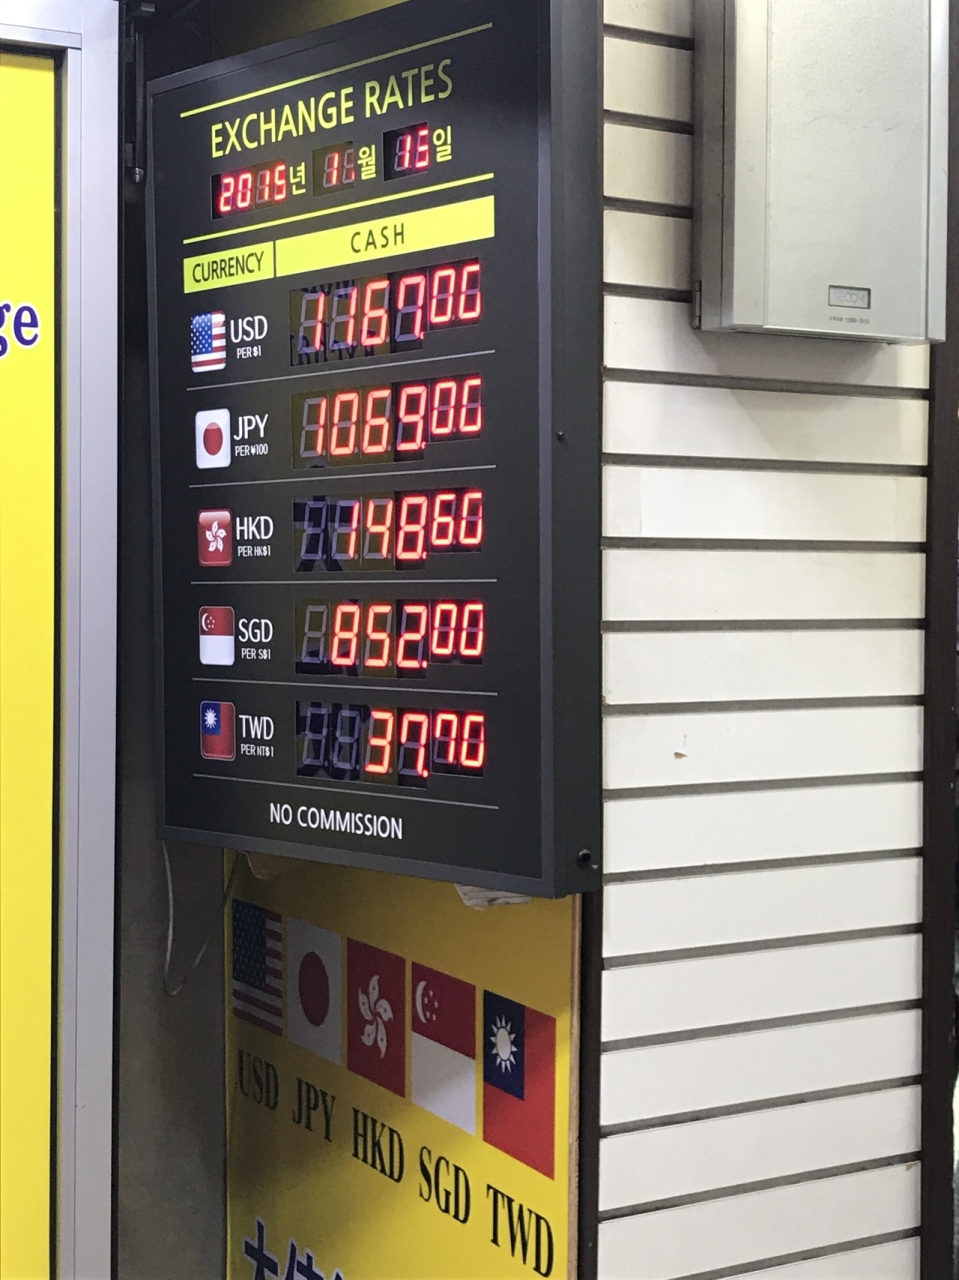 EXCHANGE RATES
2015년 11월 15일
CURRENCY CASH
USD 1167.00
PER $1
JPY 1069.00
PER ¥100
HKD 148.60
PER HK$1
SGD 852.00
PER S$1
TWD 37.70
PER NT$1
NO COMMISSION
ge
USD JPY HKD SGD TWD